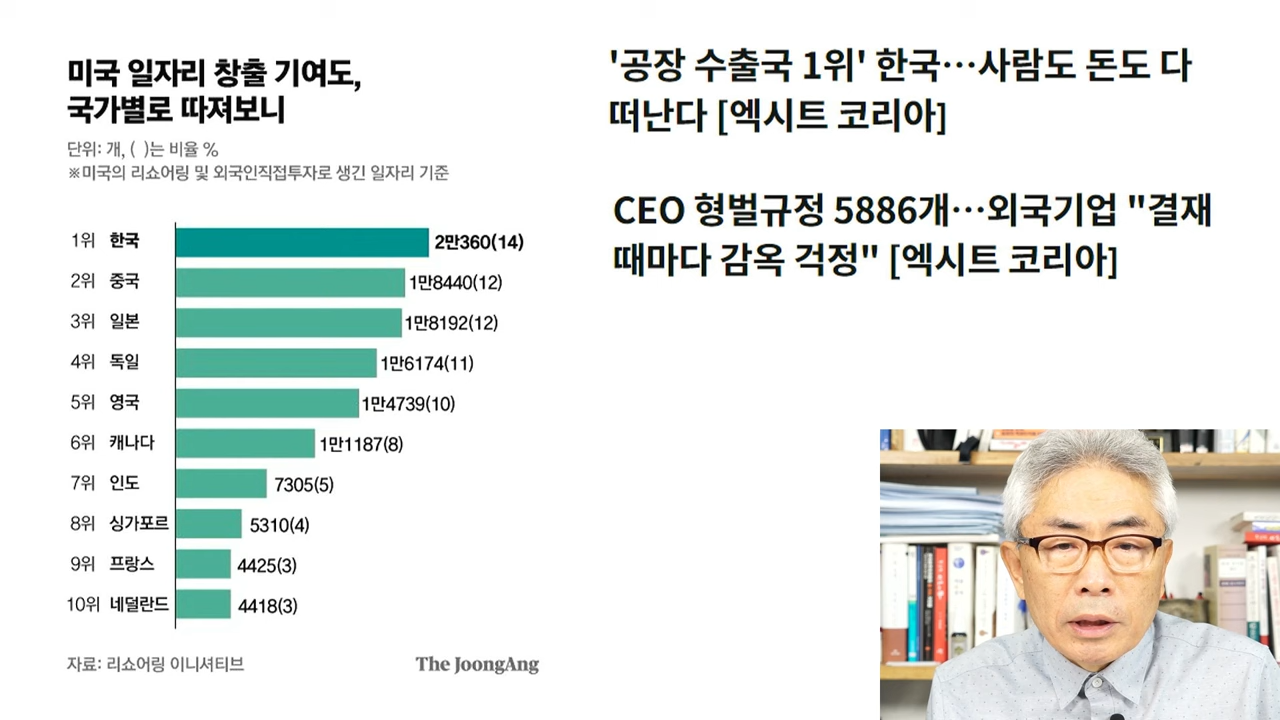 미국 일자리 창출 기여도,
국가별로 따져보니
단위: 개, ( )는 비율 %
※미국의 리쇼어링 및 외국인직접투자로 생긴 일자리 기준
1위 한국 2만360(14)
2위 중국 1만8440(12)
3위 일본 1만8192(12)
4위 독일 1만6174(11)
5위 영국 1만4739(10)
6위 캐나다 1만1187(8)
7위 인도 7305(5)
8위 싱가포르 5310(4)
9위 프랑스 4425(3)
10위 네덜란드 4418(3)
자료: 리쇼어링 이니셔티브
The JoongAng
'공장 수출국 1위' 한국…사람도 돈도 다
떠난다 [엑시트 코리아]
CEO 형벌규정 5886개…외국기업 "결재
때마다 감옥 걱정" [엑시트 코리아]